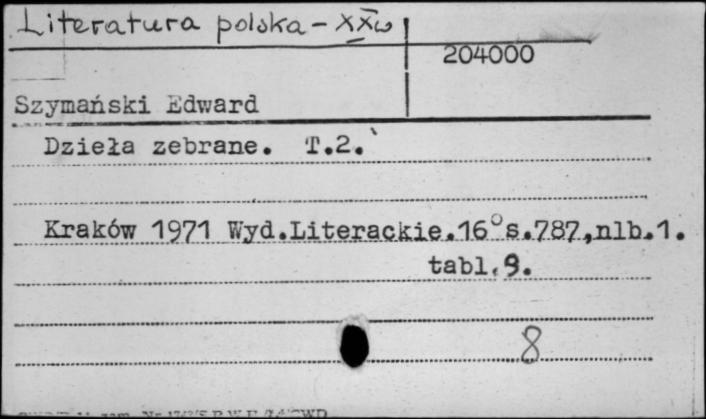 Literatura polska - XXw
204000
Szymański Edward
Dzieła zebrane. T.2.
Kraków 1971 Wyd.Literackie.16° s.787,nlb.1.
tabl.9.
8